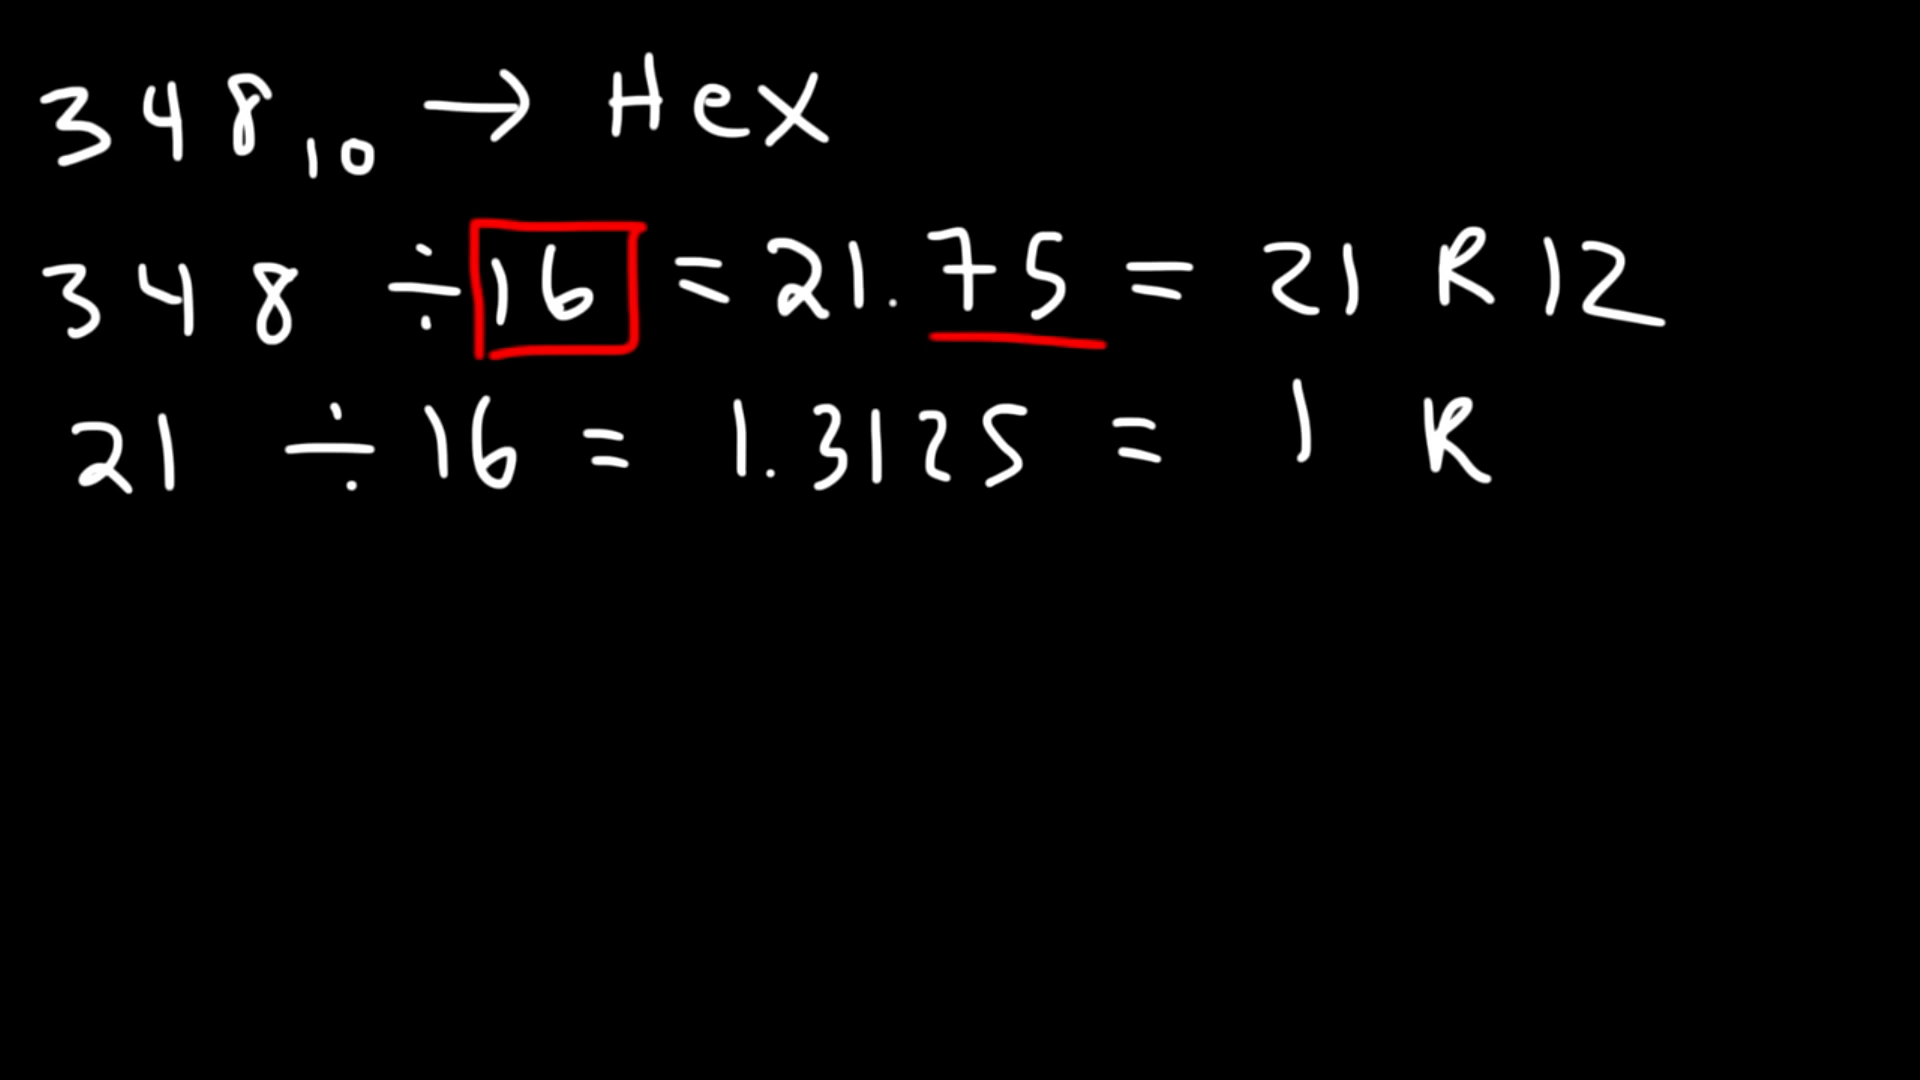 348₁₀ → Hex
348 ÷ 16 = 21.75 = 21 R 12
21 ÷ 16 = 1.3125 = 1 R